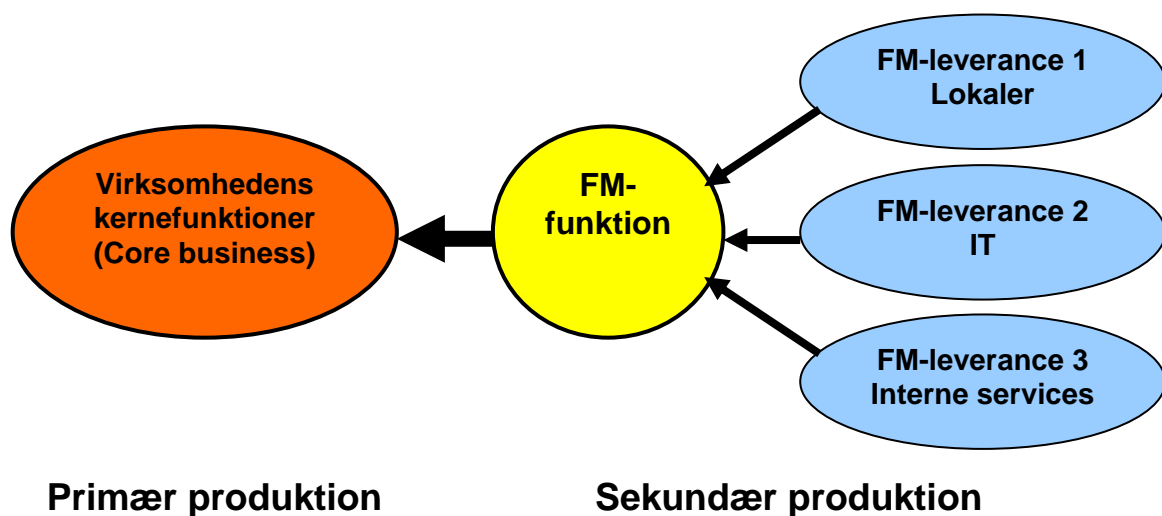 Virksomhedens
kernefunktioner
(Core business)
FM-
funktion
FM-leverance 1
Lokaler
FM-leverance 2
IT
FM-leverance 3
Interne services
Primær produktion
Sekundær produktion